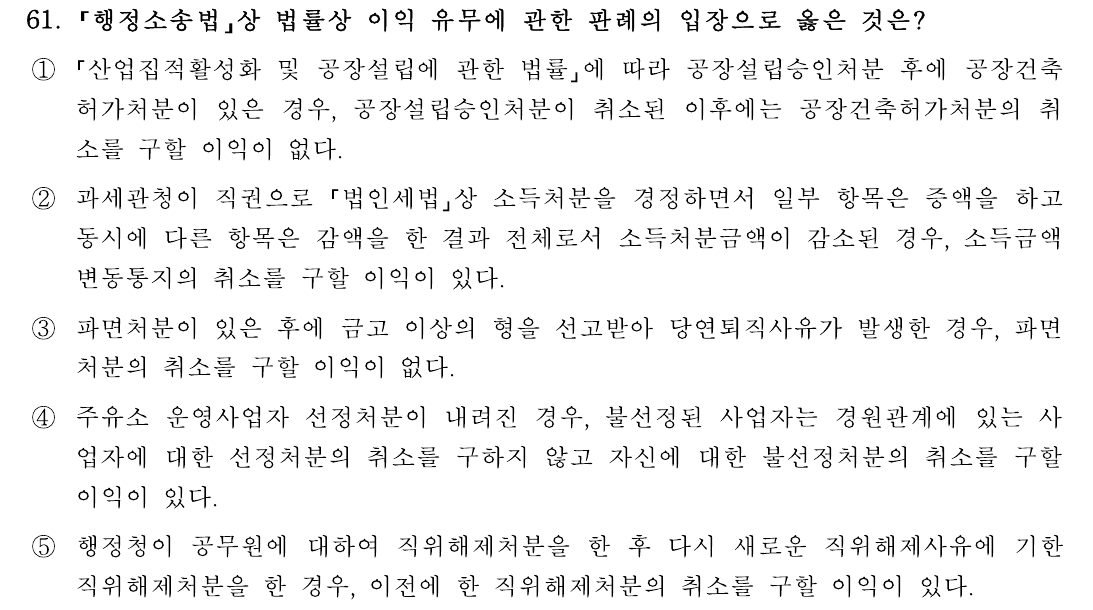 61. 「행정소송법」상 법률상 이익 유무에 관한 판례의 입장으로 옳은 것은?
① 「산업집적활성화 및 공장설립에 관한 법률」에 따라 공장설립승인처분 후에 공장건축
허가처분이 있은 경우, 공장설립승인처분이 취소된 이후에는 공장건축허가처분의 취
소를 구할 이익이 없다.
② 과세관청이 직권으로 「법인세법」상 소득처분을 경정하면서 일부 항목은 증액을 하고
동시에 다른 항목은 감액을 한 결과 전체로서 소득처분금액이 감소된 경우, 소득금액
변동통지의 취소를 구할 이익이 있다.
③ 파면처분이 있은 후에 금고 이상의 형을 선고받아 당연퇴직사유가 발생한 경우, 파면
처분의 취소를 구할 이익이 없다.
④ 주유소 운영사업자 선정처분이 내려진 경우, 불선정된 사업자는 경원관계에 있는 사
업자에 대한 선정처분의 취소를 구하지 않고 자신에 대한 불선정처분의 취소를 구할
이익이 있다.
⑤ 행정청이 공무원에 대하여 직위해제처분을 한 후 다시 새로운 직위해제사유에 기한
직위해제처분을 한 경우, 이전에 한 직위해제처분의 취소를 구할 이익이 있다.